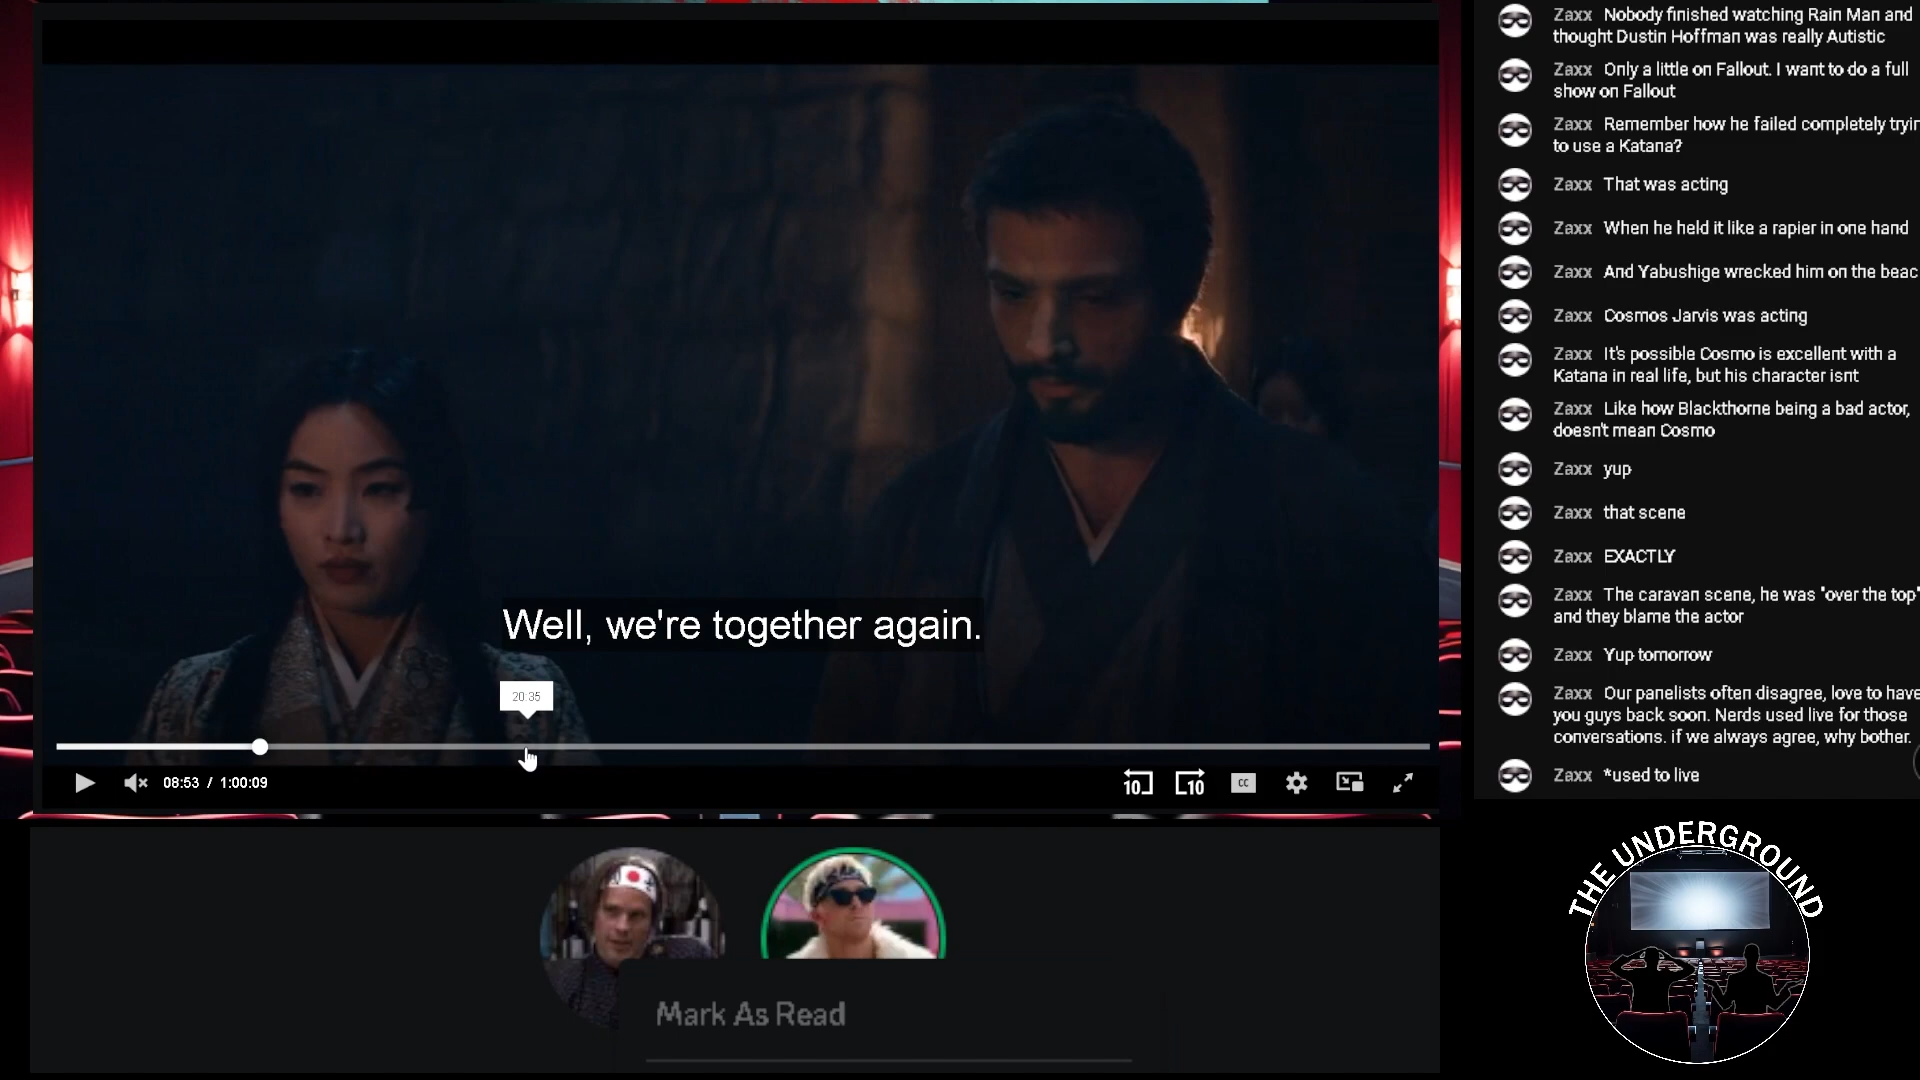 Zaxx Nobody finished watching Rain Man and
thought Dustin Hoffman was really Autistic
Zaxx Only a little on Fallout. I want to do a full
show on Fallout
Zaxx Remember how he failed completely
to use a Katana?
Zaxx That was acting
Zaxx When he held it like a rapier in one hand
Zaxx And Yabushige wrecked him on the
Zaxx Cosmos Jarvis was acting
Zaxx It's possible Cosmo is excellent with a
Katana in real life, but his character isnt
Zaxx Like how Blackthorne being a bad actor,
doesn't mean Cosmo
Zaxx yup
Zaxx that scene
Zaxx EXACTLY
Zaxx The caravan scene, he was "over the top"
and they blame the actor
Zaxx Yup tomorrow
Zaxx Our panelists often disagree, love to have
you guys back soon. Nerds used live for those
conversations. if we always agree, why bother.
Zaxx *used to live
Well, we're together again.
20:35
08:53 / 1:00:09
10
10
CC
Mark As Read
THE UNDERGROUND